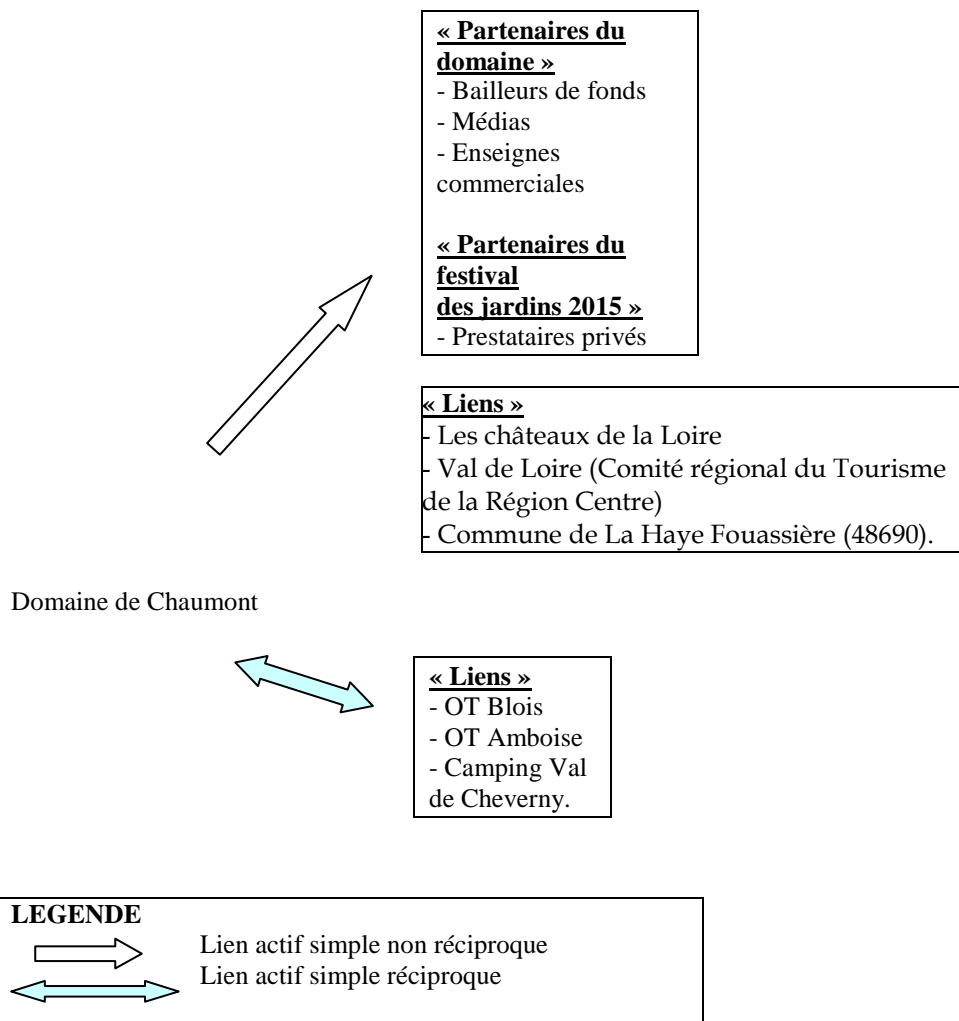 « Partenaires du
domaine »
- Bailleurs de fonds
- Médias
- Enseignes
commerciales
« Partenaires du
festival
des jardins 2015 »
- Prestataires privés
« Liens »
- Les châteaux de la Loire
- Val de Loire (Comité régional du Tourisme
de la Région Centre)
- Commune de La Haye Fouassière (48690).
Domaine de Chaumont
« Liens »
- OT Blois
- OT Amboise
- Camping Val
de Cheverny.
LEGENDE
Lien actif simple non réciproque
Lien actif simple réciproque